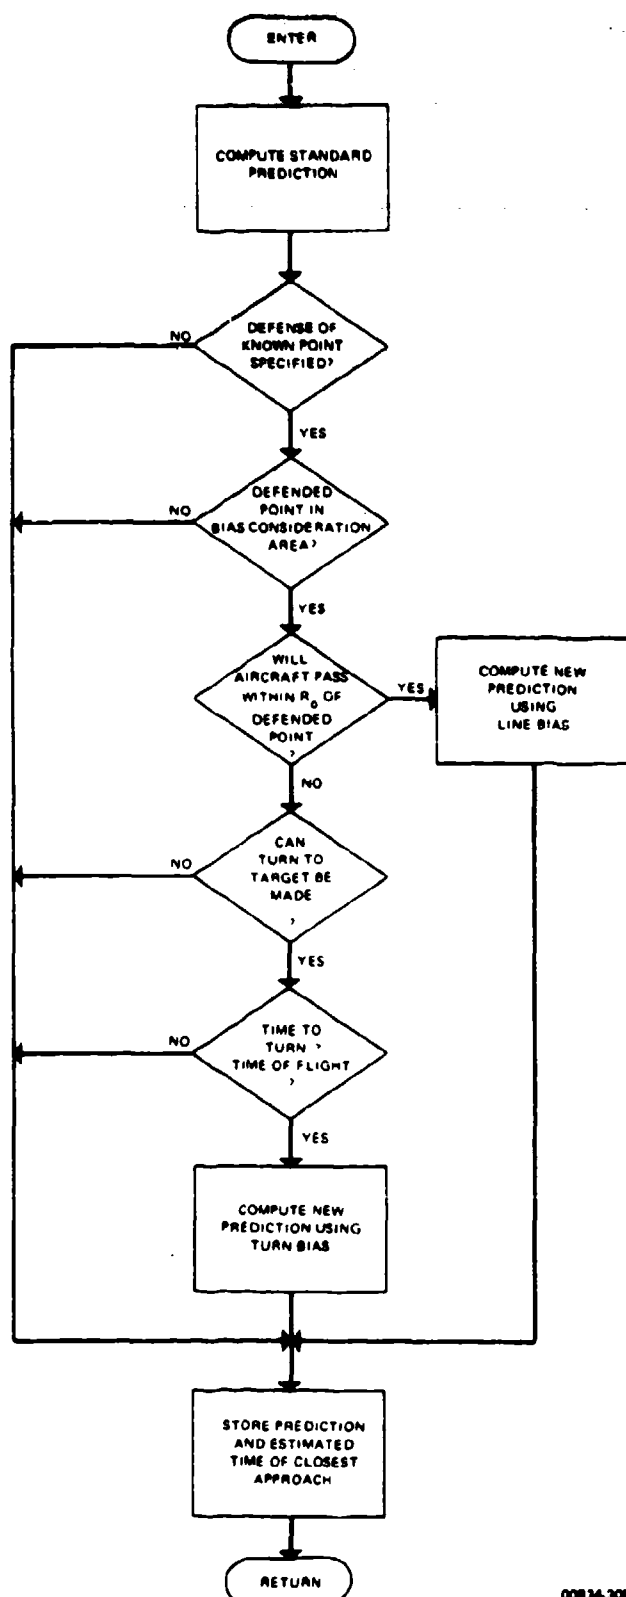 ENTER
COMPUTE STANDARD
PREDICTION
DEFENSE OF
KNOWN POINT
SPECIFIED?
NO
YES
DEFENDED
POINT IN
BIAS CONSIDERATION
AREA?
NO
YES
WILL
AIRCRAFT PASS
WITHIN R₀ OF
DEFENDED
POINT
?
YES
COMPUTE NEW
PREDICTION
USING
LINE BIAS
NO
CAN
TURN TO
TARGET BE
MADE
?
NO
YES
TIME TO
TURN >
TIME OF FLIGHT
?
NO
YES
COMPUTE NEW
PREDICTION USING
TURN BIAS
STORE PREDICTION
AND ESTIMATED
TIME OF CLOSEST
APPROACH
RETURN